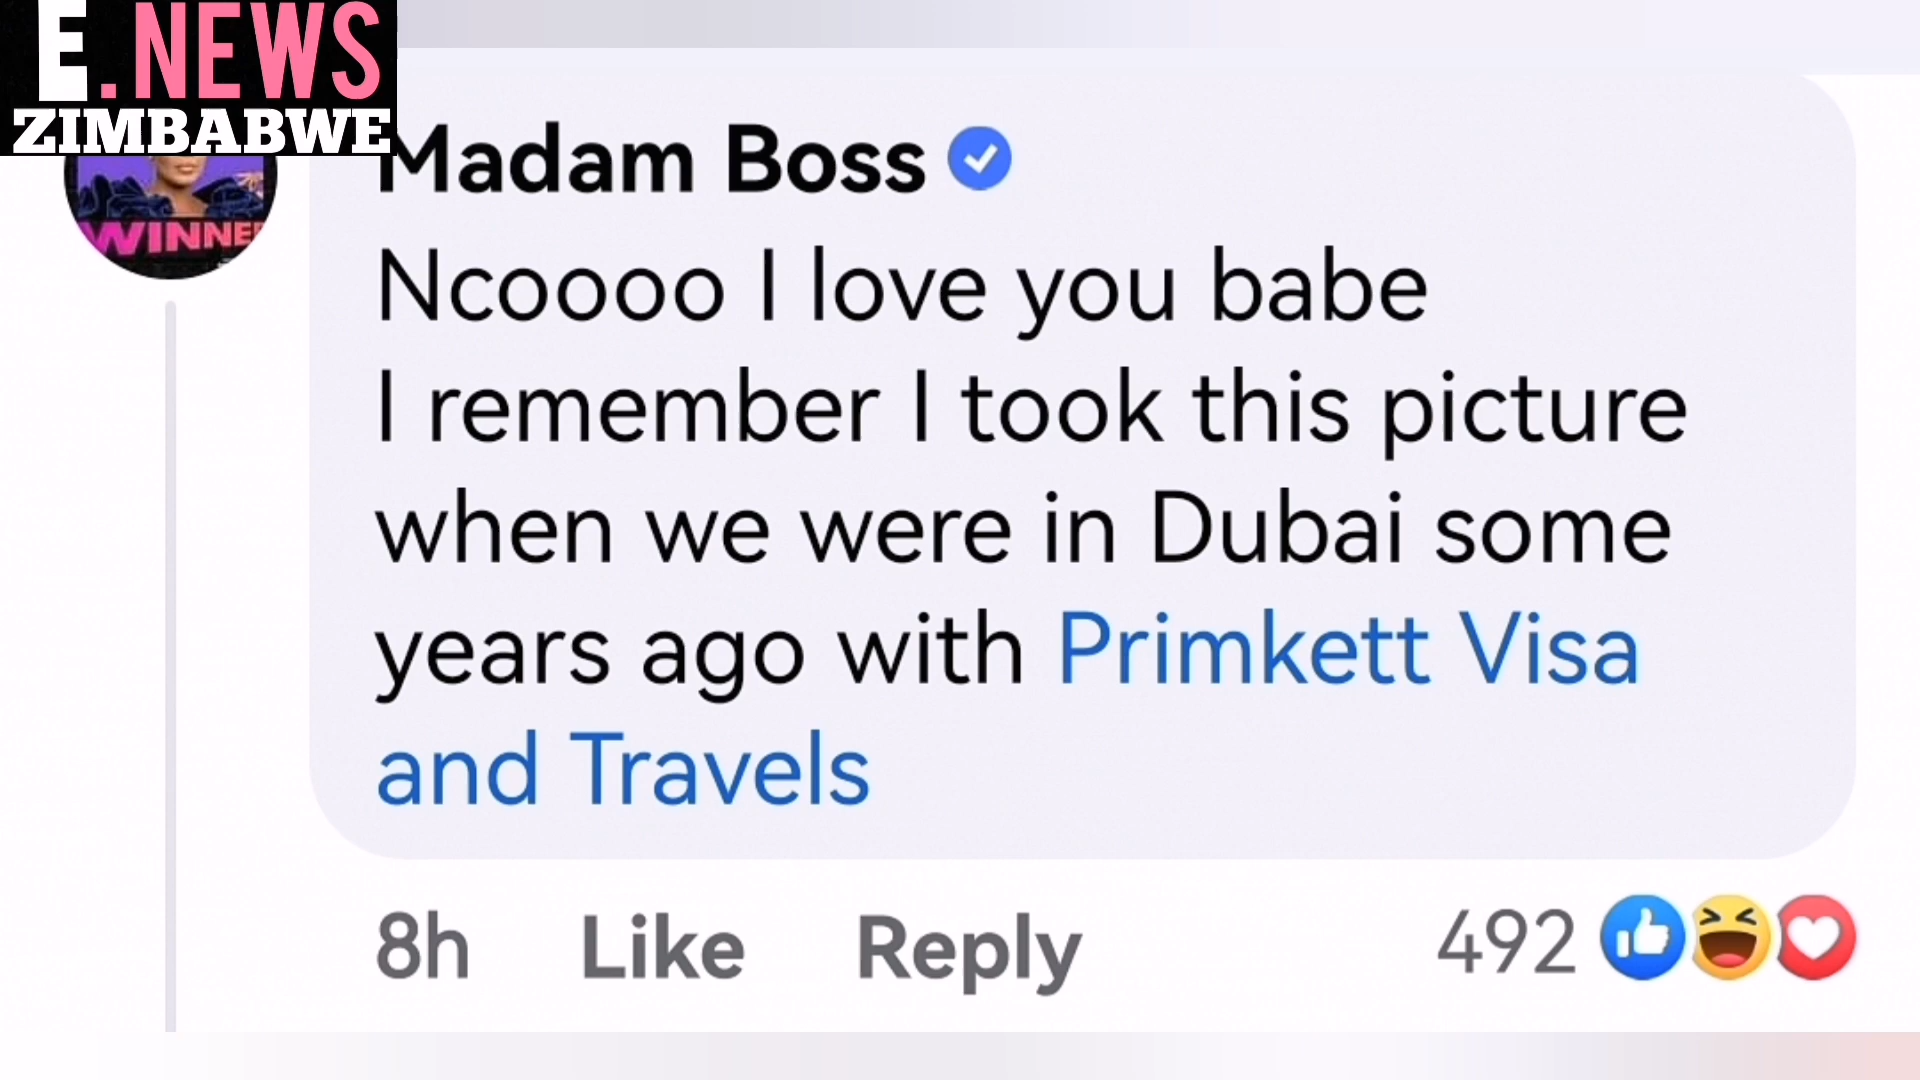 E.NEWS
ZIMBABWE
Madam Boss
WINNE
Ncoooo I love you babe
I remember I took this picture
when we were in Dubai some
years ago with Primkett Visa
and Travels
8h Like Reply 492